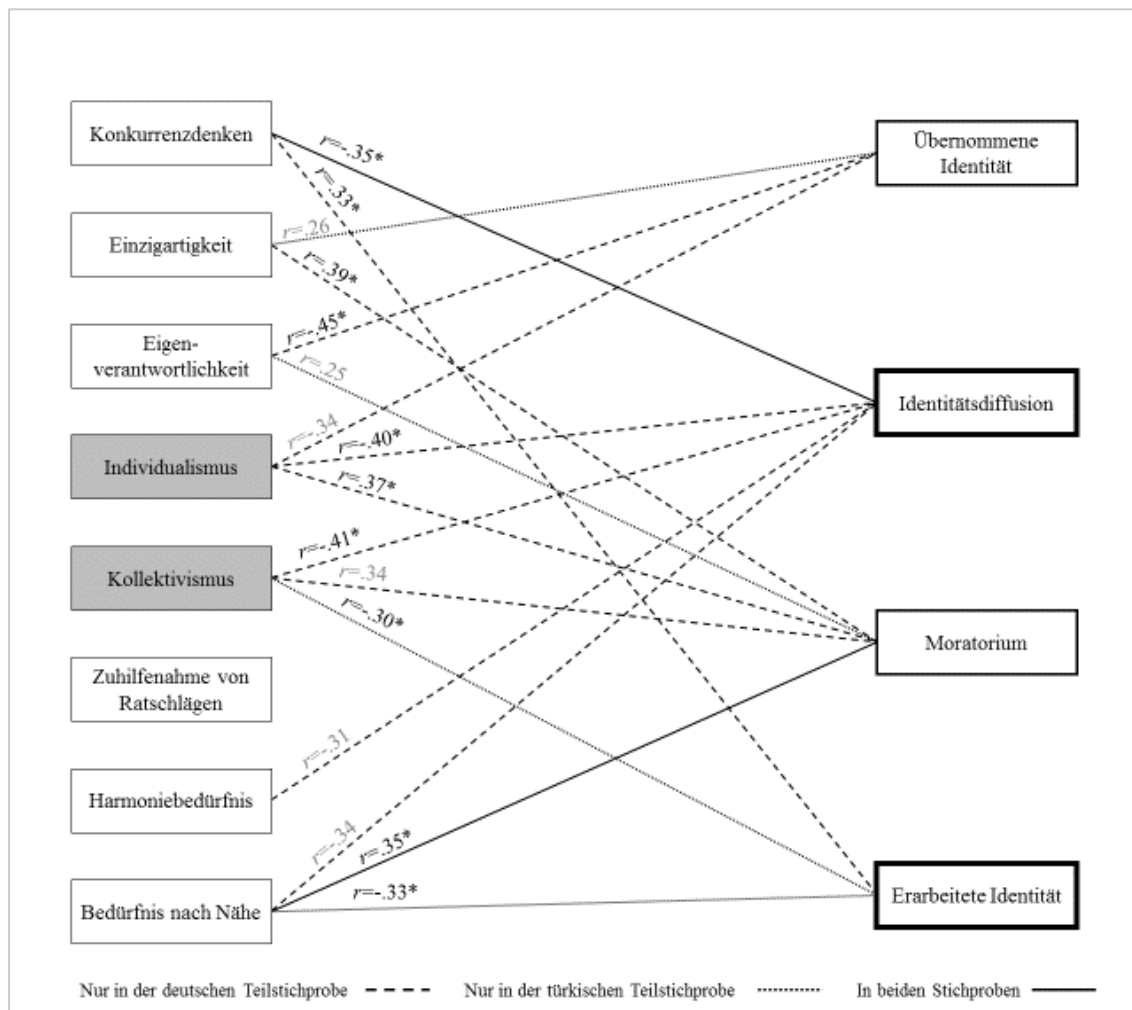 Konkurrenzdenken
r=-.35*
r=.33*
Übernommene
Identität
Einzigartigkeit
r=.26
r=.39*
Eigen-
verantwortlichkeit
r=-.45*
r=.25
Identitätsdiffusion
Individualismus
r=-.34
r=-.40*
r=.37*
Kollektivismus
r=-.41*
r=.34
r=-.30*
Moratorium
Zuhilfenahme von
Ratschlägen
Harmoniebedürfnis
r=-.31
Bedürfnis nach Nähe
r=-.34
r=.35*
r=-.33*
Erarbeitete Identität
Nur in der deutschen Teilstichprobe
Nur in der türkischen Teilstichprobe
In beiden Stichproben